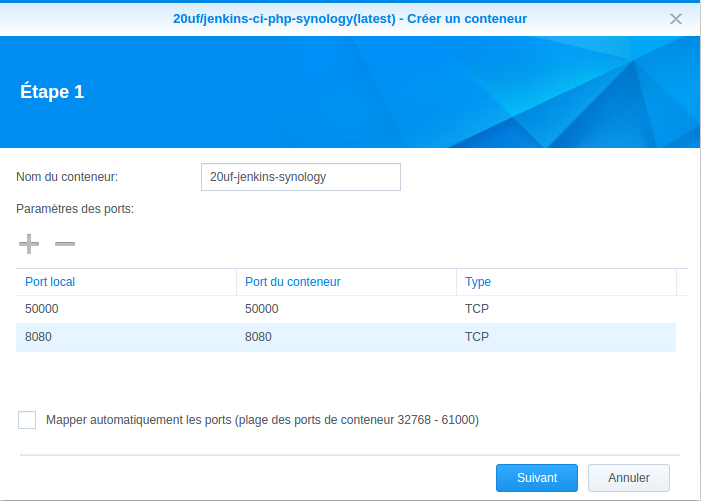 20uf/jenkins-ci-php-synology(latest) - Créer un conteneur
Étape 1
Nom du conteneur: 20uf-jenkins-synology
Paramètres des ports:
Port local Port du conteneur Type
50000 50000 TCP
8080 8080 TCP
Mapper automatiquement les ports (plage des ports de conteneur 32768 - 61000)
Suivant Annuler